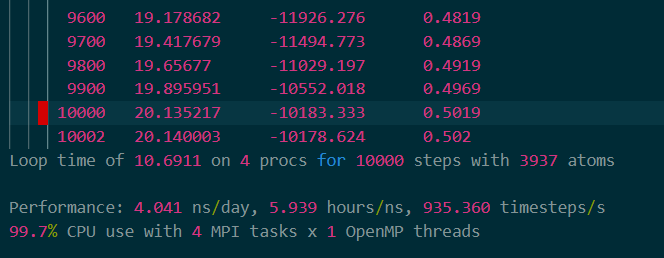 9600 19.178682 -11926.276 0.4819
9700 19.417679 -11494.773 0.4869
9800 19.65677 -11029.197 0.4919
9900 19.895951 -10552.018 0.4969
10000 20.135217 -10183.333 0.5019
10002 20.140003 -10178.624 0.502
Loop time of 10.6911 on 4 procs for 10000 steps with 3937 atoms
Performance: 4.041 ns/day, 5.939 hours/ns, 935.360 timesteps/s
99.7% CPU use with 4 MPI tasks x 1 OpenMP threads